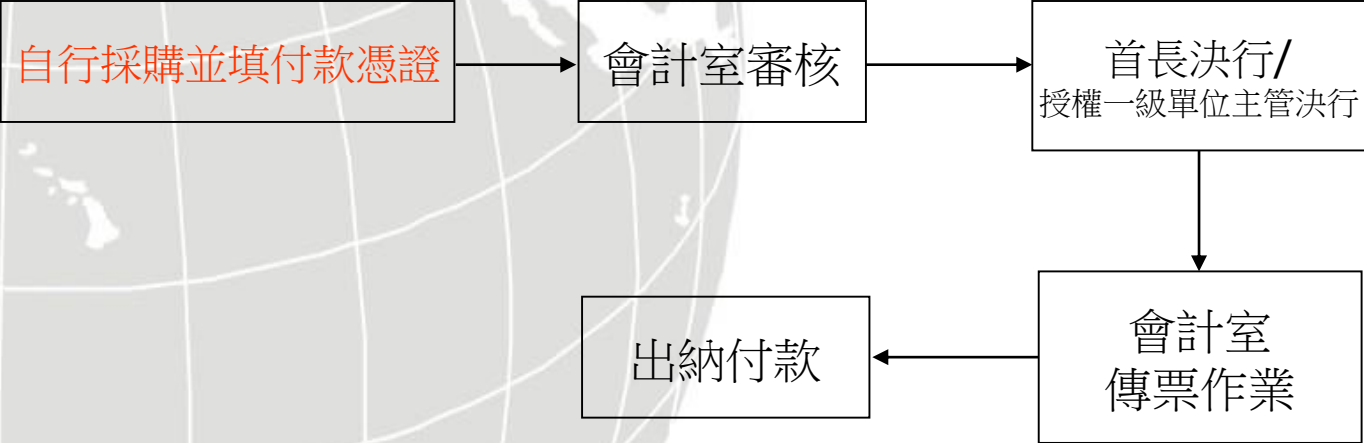 自行採購並填付款憑證
會計室審核
首長決行/
授權一級單位主管決行
會計室
傳票作業
出納付款